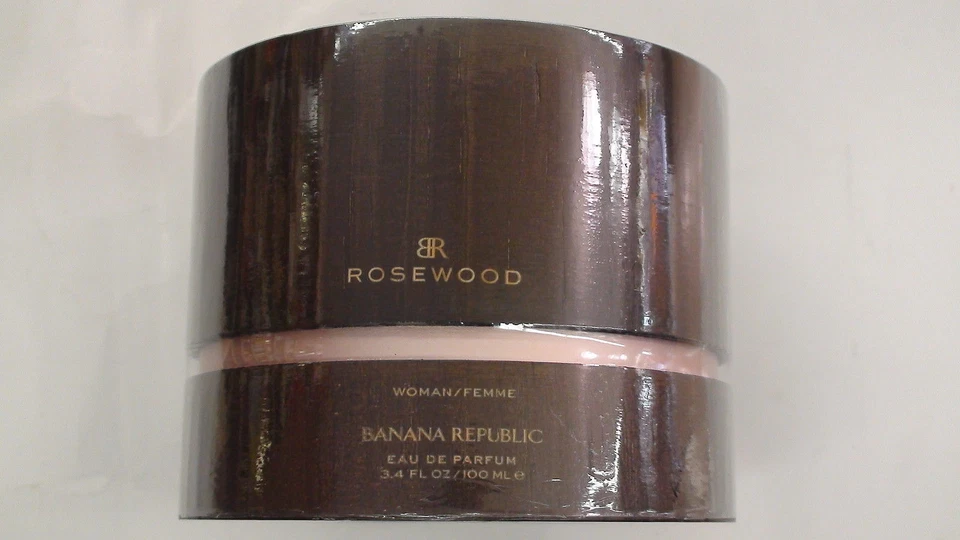 BR
ROSEWOOD
WOMAN/FEMME
BANANA REPUBLIC
EAU DE PARFUM
3.4 FL OZ/100 ML ℮